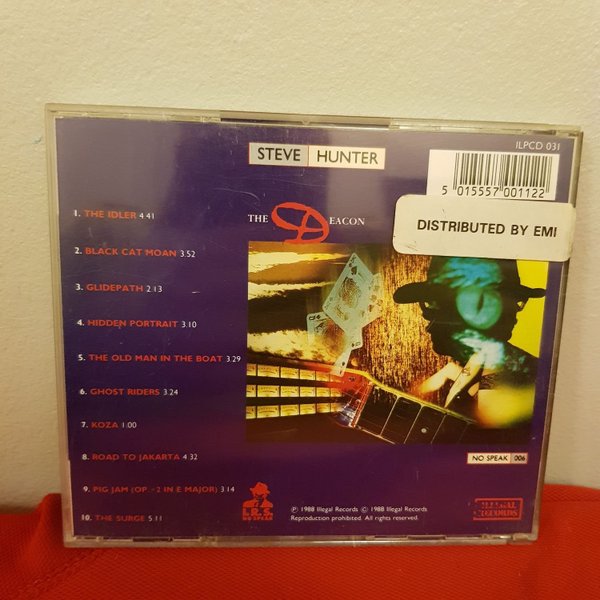 ILPCD 031
STEVE HUNTER
5 015557 001122
THE DEACON
DISTRIBUTED BY EMI
1. THE IDLER 4.41
2. BLACK CAT MOAN 3.52
3. GLIDEPATH 2.13
4. HIDDEN PORTRAIT 3.10
5. THE OLD MAN IN THE BOAT 3.29
6. GHOST RIDERS 3.24
7. KOZA 1.00
8. ROAD TO JAKARTA 4.32
9. PIG JAM (OP. -2 IN E MAJOR) 3.14
10. THE SURGE 5.11
NO SPEAK 006
I.R.S.
NO SPEAK
℗ 1988 Illegal Records © 1988 Illegal Records
Reproduction prohibited. All rights reserved.
ILLEGAL
RECORDS